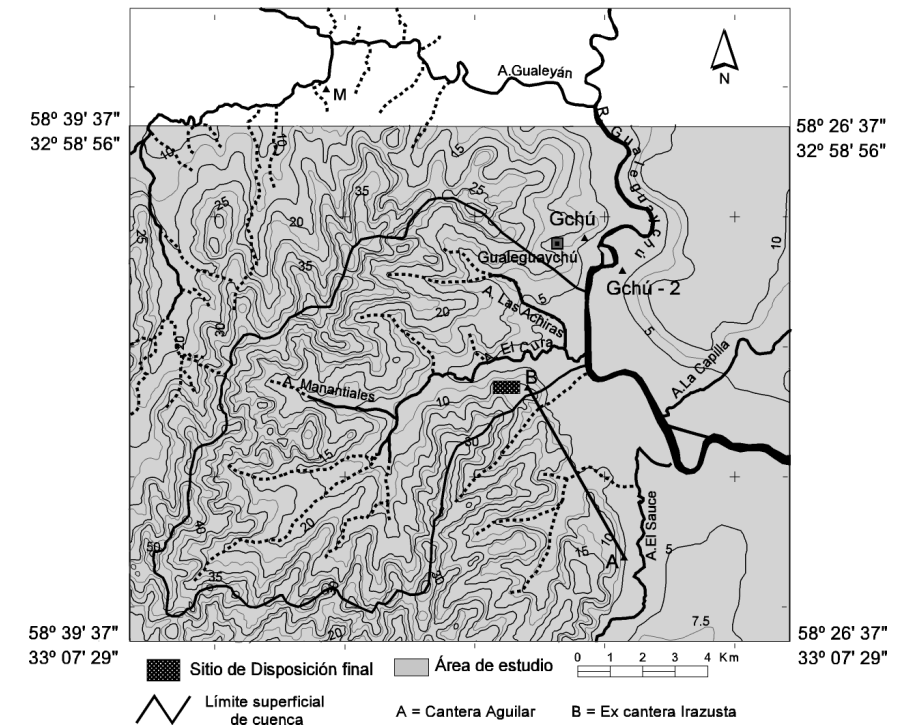 A.Gualeyán
N
M
58º 39' 37"
32º 58' 56"
58º 26' 37"
32º 58' 56"
R. Gualeguaychú
10
10
15
25
35
25
20
25
35
Gchú
Gualeguaychú
10
Gchú - 2
5
A. Las Achiras
20
5
30
20
A. El Cura
A.La Capilla
B
A. Manantiales
10
30
15
20
40
50
35
A.El Sauce
10
15
A
5
7.5
20
58º 39' 37"
33º 07' 29"
58º 26' 37"
33º 07' 29"
Sitio de Disposición final
Área de estudio
0 1 2 3 4 Km
Límite superficial
de cuenca
A = Cantera Aguilar
B = Ex cantera Irazusta